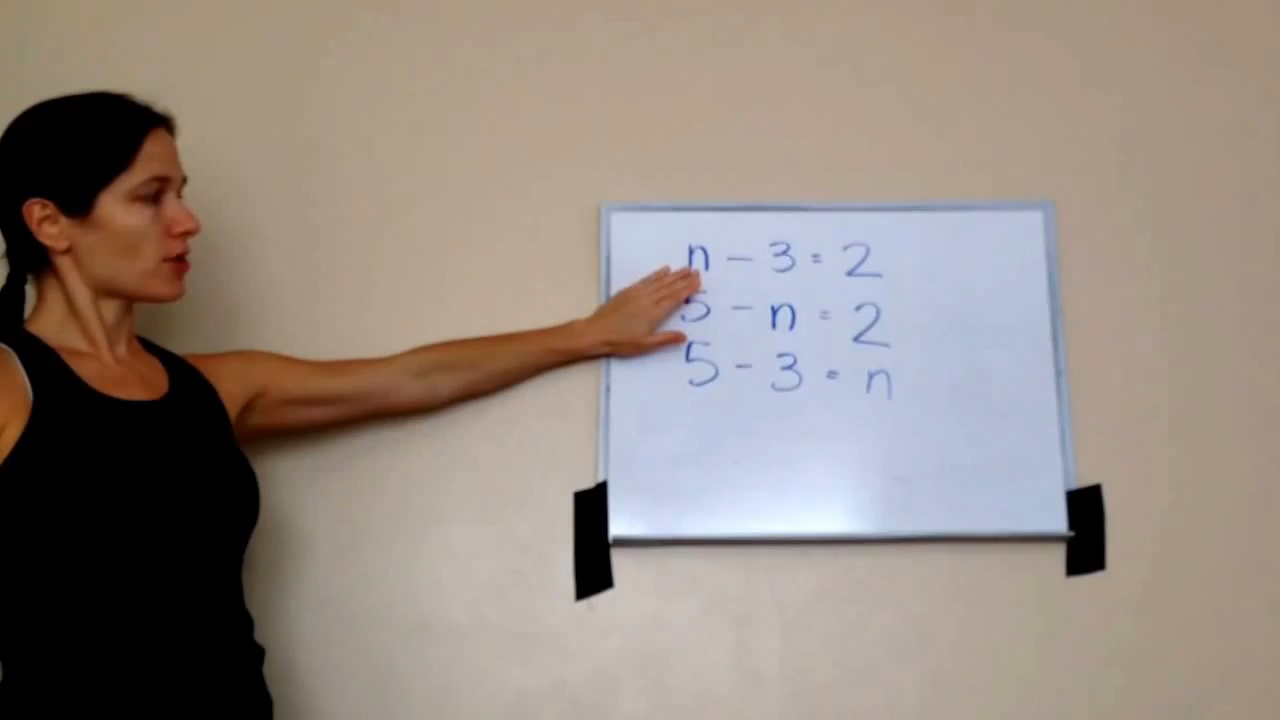 n - 3 = 2
5 - n = 2
5 - 3 = n